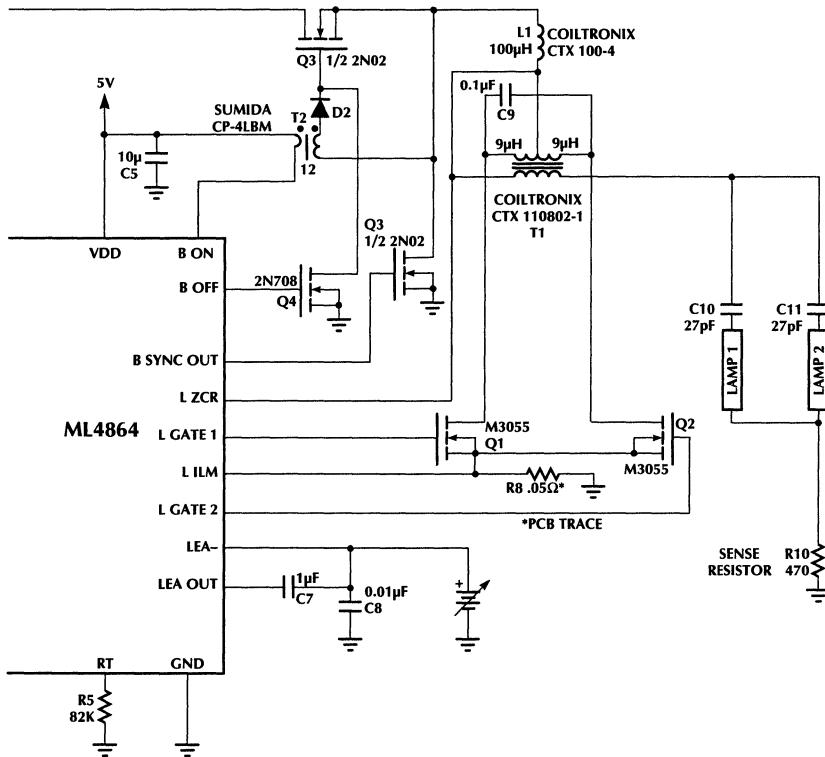 L1
100μH
COILTRONIX
CTX 100-4
Q3
1/2 2N02
0.1μF
C9
5V
SUMIDA
CP-4LBM
T2
D2
10μ
C5
12
9μH
9μH
COILTRONIX
CTX 110802-1
T1
Q3
1/2 2N02
VDD
B ON
B OFF
2N708
Q4
C10
27pF
C11
27pF
LAMP 1
LAMP 2
B SYNC OUT
L ZCR
ML4864
L GATE 1
M3055
Q1
Q2
M3055
L ILM
R8 .05Ω*
L GATE 2
*PCB TRACE
LEA–
LEA OUT
1μF
C7
0.01μF
C8
+
SENSE
RESISTOR
R10
470
RT
GND
R5
82K